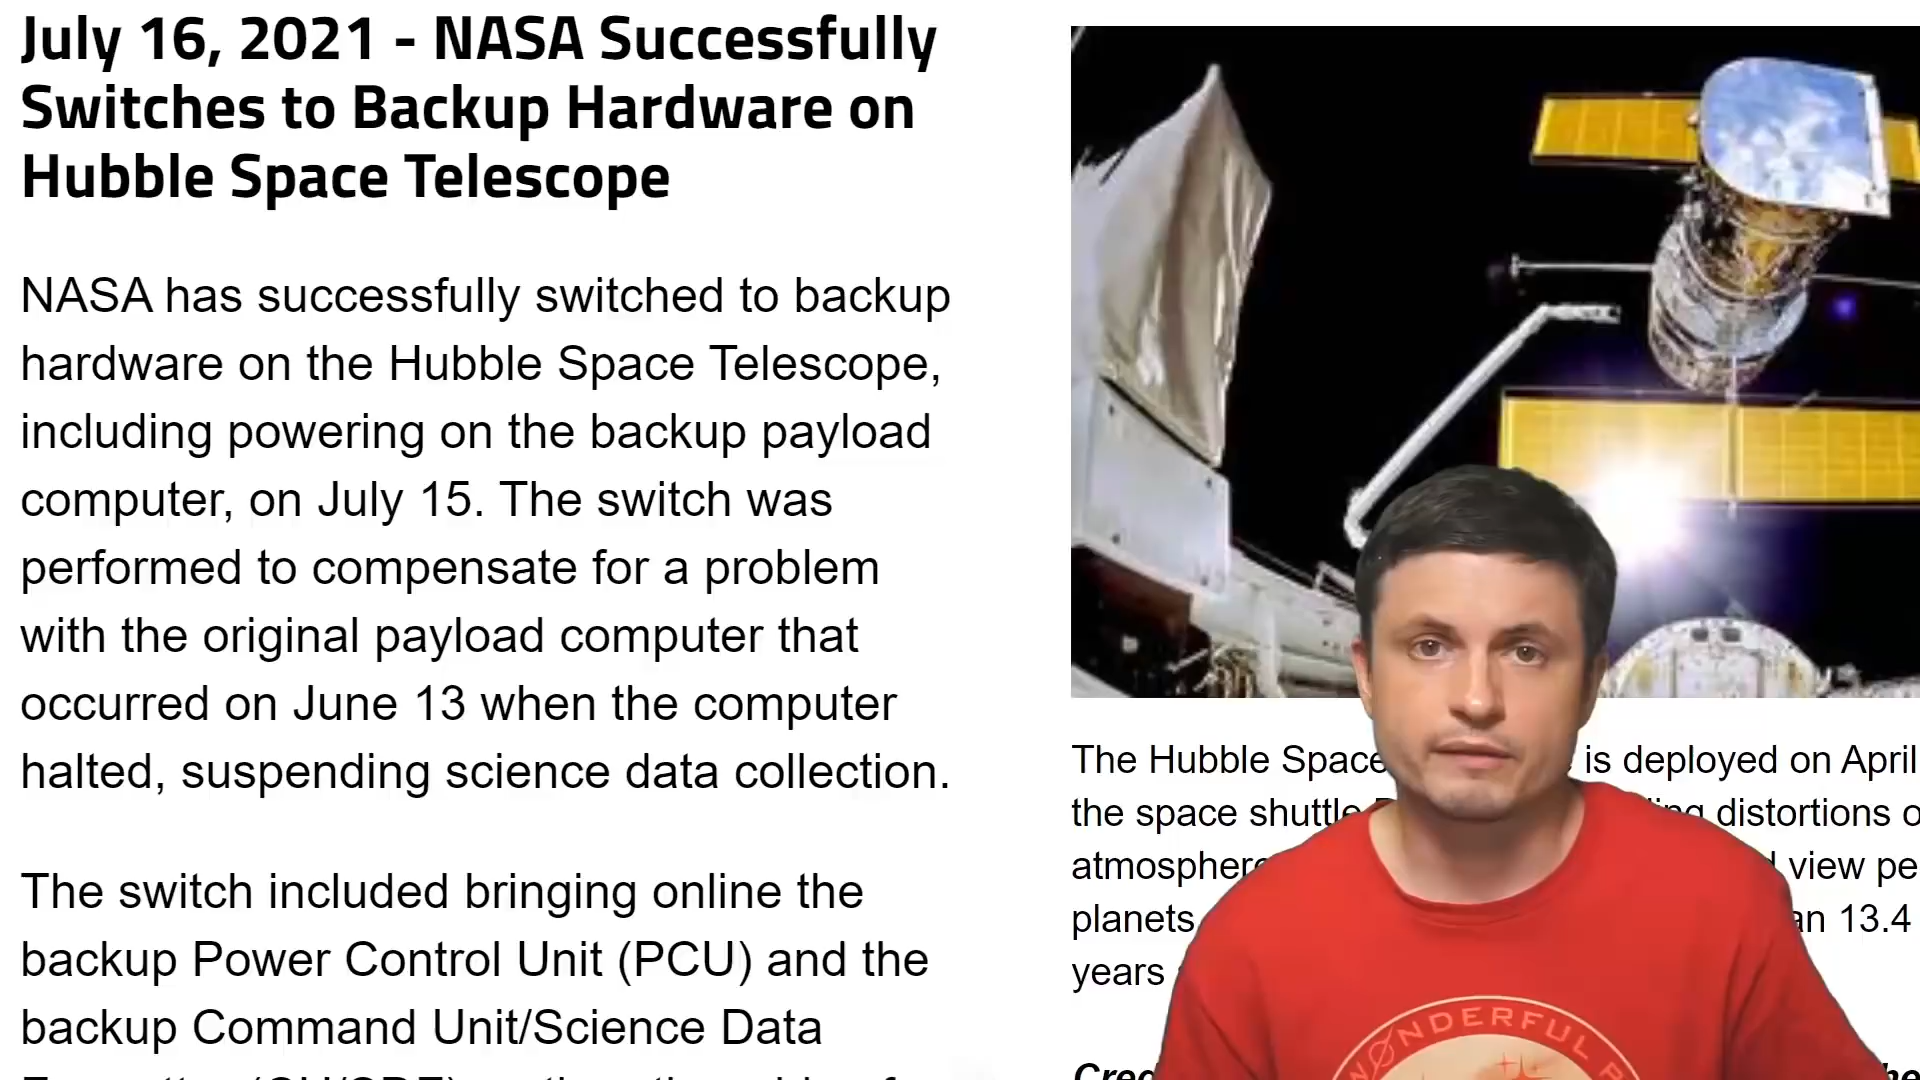 July 16, 2021 - NASA Successfully
Switches to Backup Hardware on
Hubble Space Telescope
NASA has successfully switched to backup
hardware on the Hubble Space Telescope,
including powering on the backup payload
computer, on July 15. The switch was
performed to compensate for a problem
with the original payload computer that
occurred on June 13 when the computer
halted, suspending science data collection.
The switch included bringing online the
backup Power Control Unit (PCU) and the
backup Command Unit/Science Data
The Hubble Space is deployed on April
the space shuttle distortions
atmosphere view
planets 13.4
years
WONDERFUL